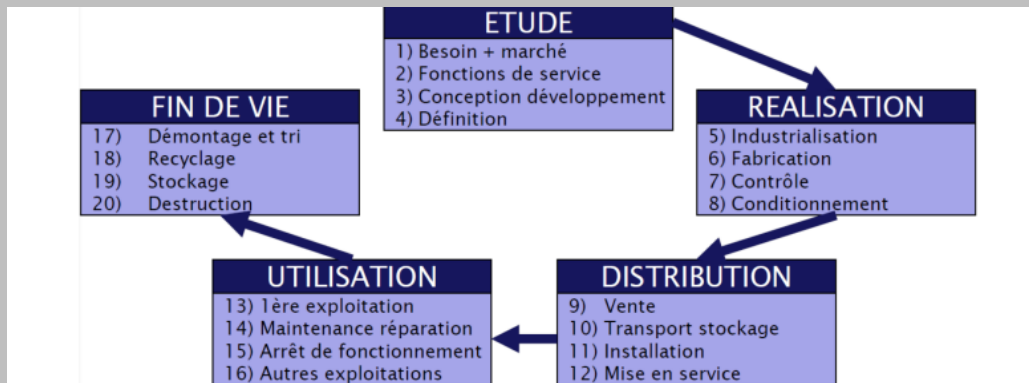 ETUDE
1) Besoin + marché
2) Fonctions de service
3) Conception développement
4) Définition
REALISATION
5) Industrialisation
6) Fabrication
7) Contrôle
8) Conditionnement
DISTRIBUTION
9) Vente
10) Transport stockage
11) Installation
12) Mise en service
UTILISATION
13) 1ère exploitation
14) Maintenance réparation
15) Arrêt de fonctionnement
16) Autres exploitations
FIN DE VIE
17) Démontage et tri
18) Recyclage
19) Stockage
20) Destruction